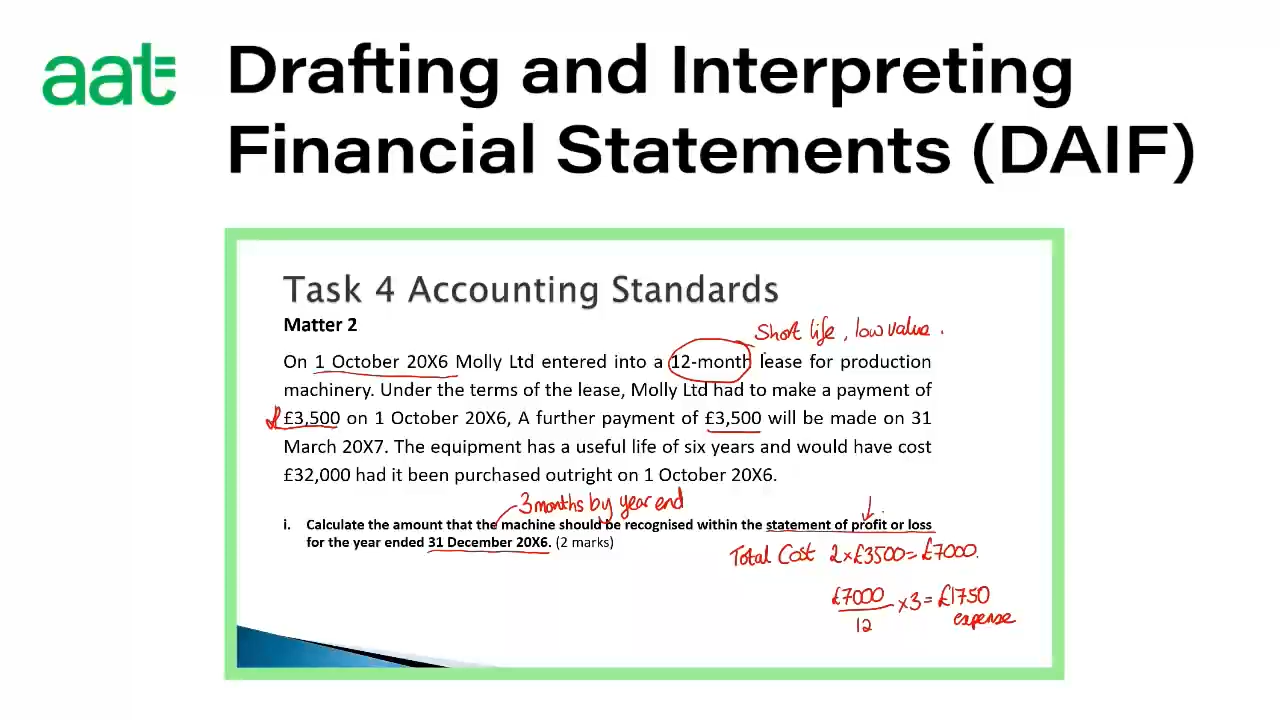 aat
Drafting and Interpreting
Financial Statements (DAIF)
Task 4 Accounting Standards
Matter 2
Short life, low value.
On 1 October 20X6 Molly Ltd entered into a 12-month lease for production
machinery. Under the terms of the lease, Molly Ltd had to make a payment of
£3,500 on 1 October 20X6, A further payment of £3,500 will be made on 31
March 20X7. The equipment has a useful life of six years and would have cost
£32,000 had it been purchased outright on 1 October 20X6.
3 months by year end
i. Calculate the amount that the machine should be recognised within the statement of profit or loss
for the year ended 31 December 20X6. (2 marks)
Total Cost 2×£3500=£7000.
£7000
×3=£1750
12
expense